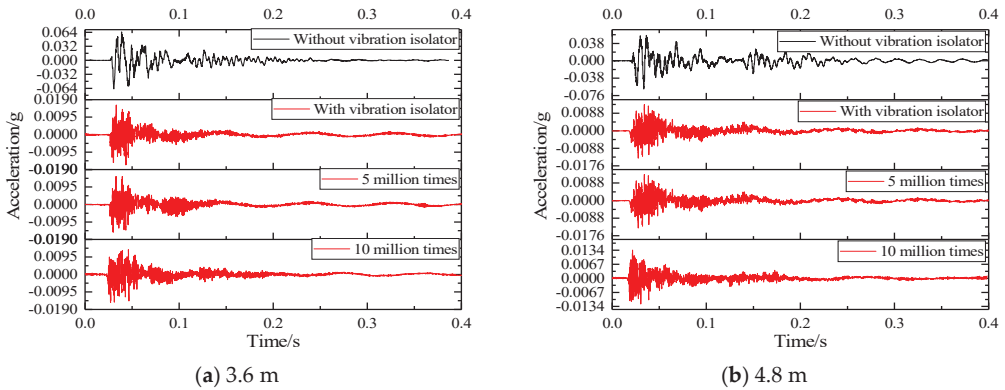 0.0 0.1 0.2 0.3 0.4
0.064
0.032
0.000
-0.032
-0.064
Without vibration isolator
0.0190
0.0095
0.0000
-0.0095
-0.0190
With vibration isolator
0.0095
0.0000
-0.0095
-0.0190
5 million times
0.0095
0.0000
-0.0095
-0.0190
10 million times
Acceleration/g
0.0 0.1 0.2 0.3 0.4
Time/s
(a) 3.6 m
0.0 0.1 0.2 0.3 0.4
0.038
0.000
-0.038
-0.076
Without vibration isolator
0.0088
0.0000
-0.0088
-0.0176
With vibration isolator
0.0088
0.0000
-0.0088
-0.0176
5 million times
0.0134
0.0067
0.0000
-0.0067
-0.0134
10 million times
Acceleration/g
0.0 0.1 0.2 0.3 0.4
Time/s
(b) 4.8 m